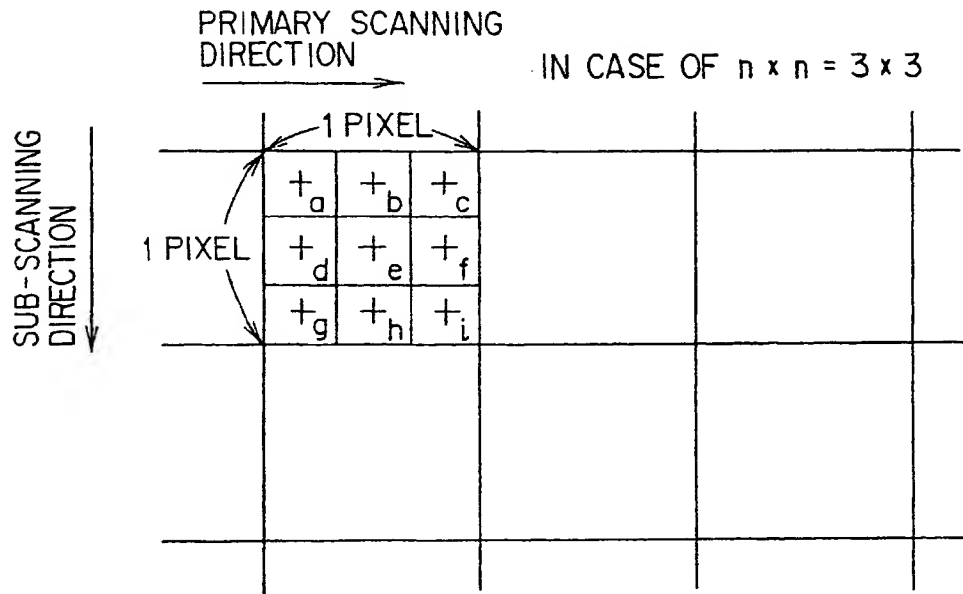 PRIMARY SCANNING
DIRECTION
IN CASE OF n x n = 3 x 3
SUB-SCANNING
DIRECTION
1 PIXEL
1 PIXEL
+a +b +c
+d +e +f
+g +h +i